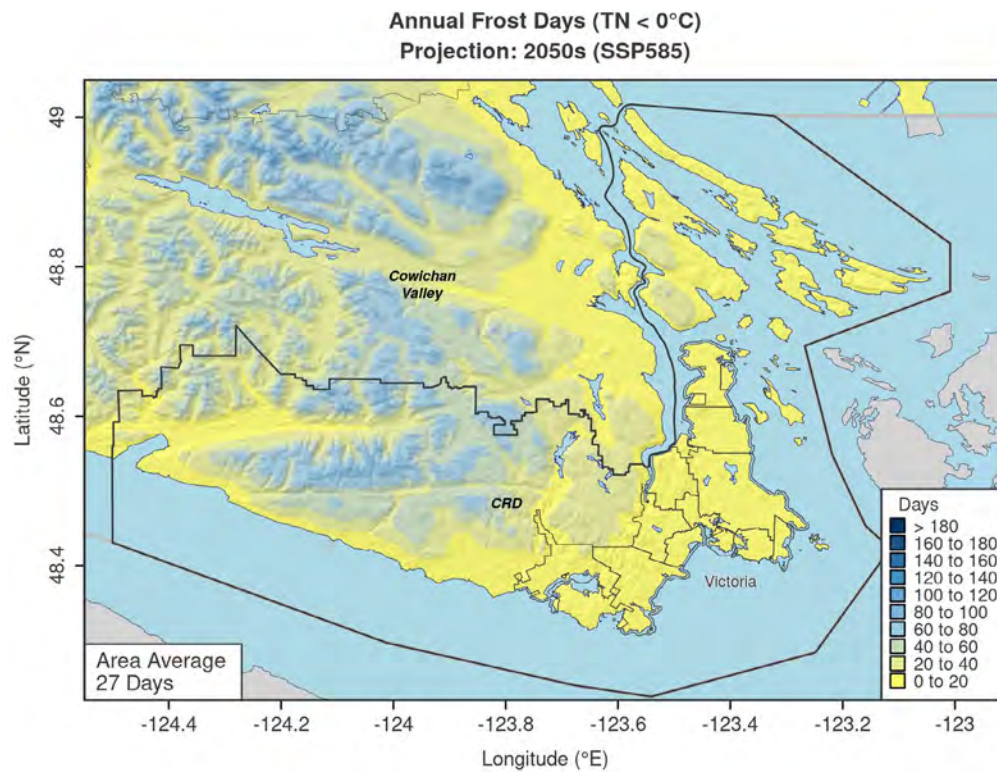 Annual Frost Days (TN < 0°C)
Projection: 2050s (SSP585)
Latitude (°N)
49
48.8
48.6
48.4
Cowichan
Valley
CRD
Victoria
Days
> 180
160 to 180
140 to 160
120 to 140
100 to 120
80 to 100
60 to 80
40 to 60
20 to 40
0 to 20
Area Average
27 Days
-124.4 -124.2 -124 -123.8 -123.6 -123.4 -123.2 -123
Longitude (°E)